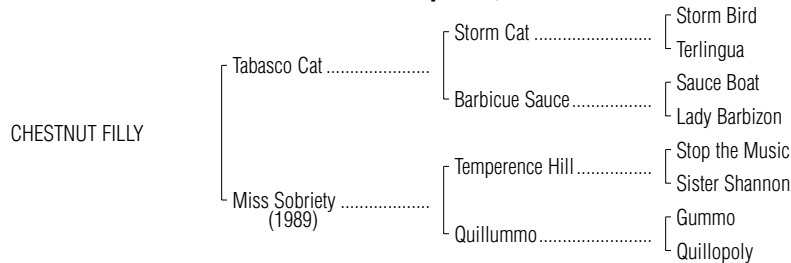 CHESTNUT FILLY
Tabasco Cat ......................
Miss Sobriety ...................
(1989)
Storm Cat .........................
Barbicue Sauce.................
Temperence Hill................
Quillummo........................
Storm Bird
Terlingua
Sauce Boat
Lady Barbizon
Stop the Music
Sister Shannon
Gummo
Quillopoly